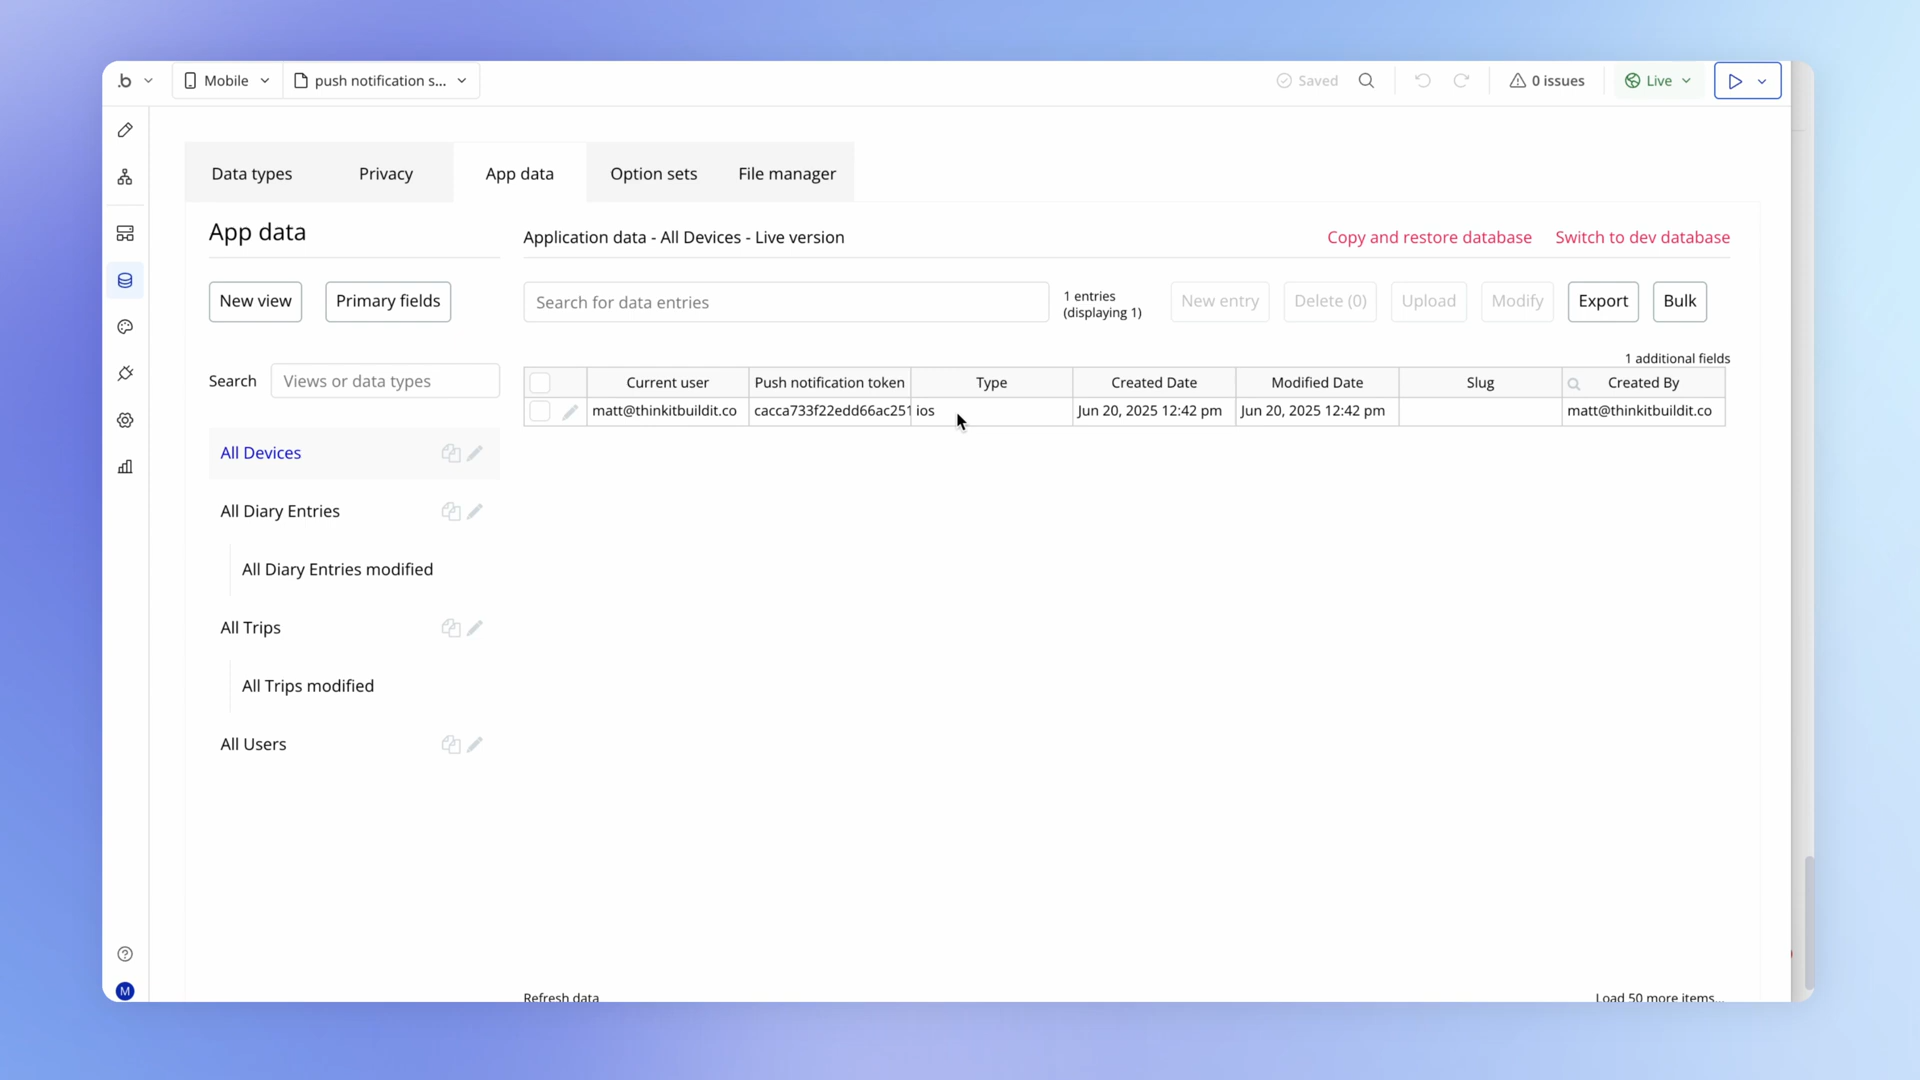 .b
Mobile
push notification s...
Saved
0 issues
Live
Data types
Privacy
App data
Option sets
File manager
App data
Application data - All Devices - Live version
Copy and restore database
Switch to dev database
New view
Primary fields
Search for data entries
1 entries
(displaying 1)
New entry
Delete (0)
Upload
Modify
Export
Bulk
1 additional fields
Search
Views or data types
Current user
Push notification token
Type
Created Date
Modified Date
Slug
Created By
matt@thinkitbuildit.co
cacca733f22edd66ac251
ios
Jun 20, 2025 12:42 pm
Jun 20, 2025 12:42 pm
matt@thinkitbuildit.co
All Devices
All Diary Entries
All Diary Entries modified
All Trips
All Trips modified
All Users
M
Refresh data
Load 50 more items...